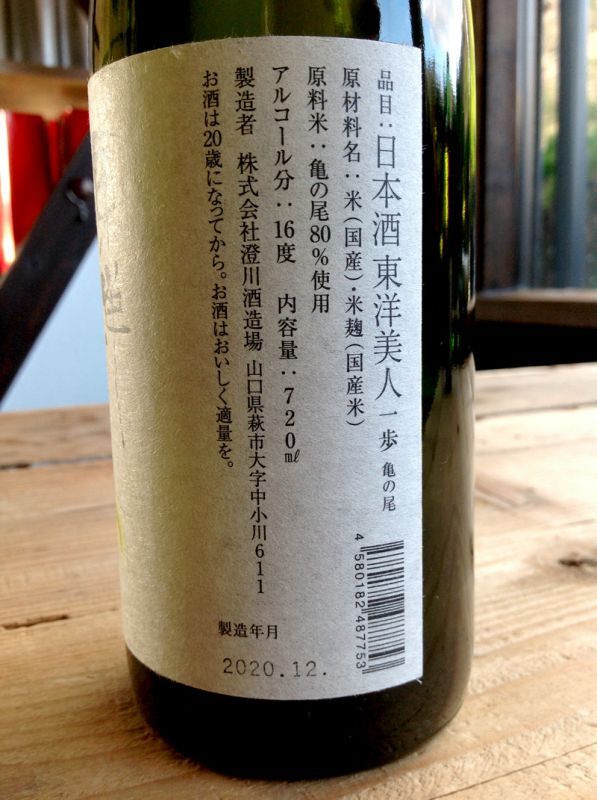 品目：日本酒 東洋美人 一歩 亀の尾
原材料名：米（国産）・米麹（国産米）
原料米：亀の尾80％使用
アルコール分：16度 内容量：720㎖
製造者 株式会社澄川酒造場 山口県萩市大字中小川611
お酒は20歳になってから。お酒はおいしく適量を。
4 580182 487753
製造年月
2020.12.